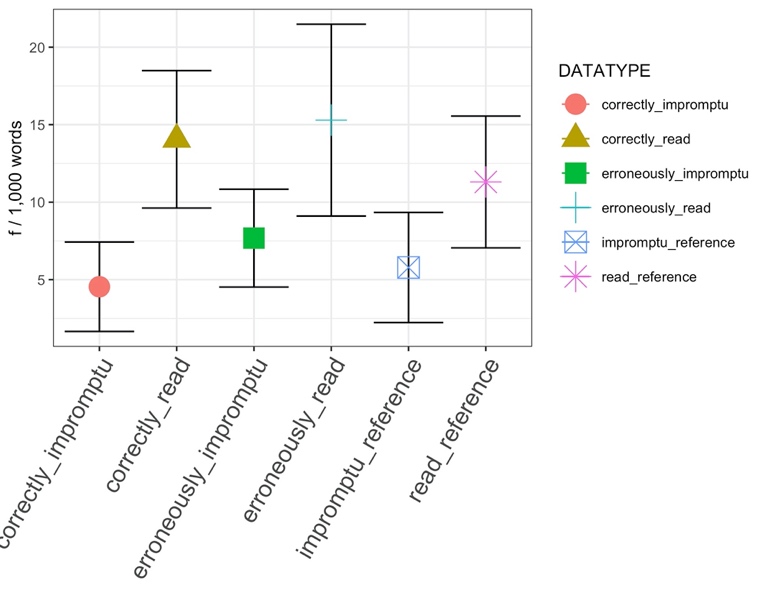 f / 1,000 words
20
15
10
5
correctly_impromptu
correctly_read
erroneously_impromptu
erroneously_read
impromptu_reference
read_reference
DATATYPE
correctly_impromptu
correctly_read
erroneously_impromptu
erroneously_read
impromptu_reference
read_reference